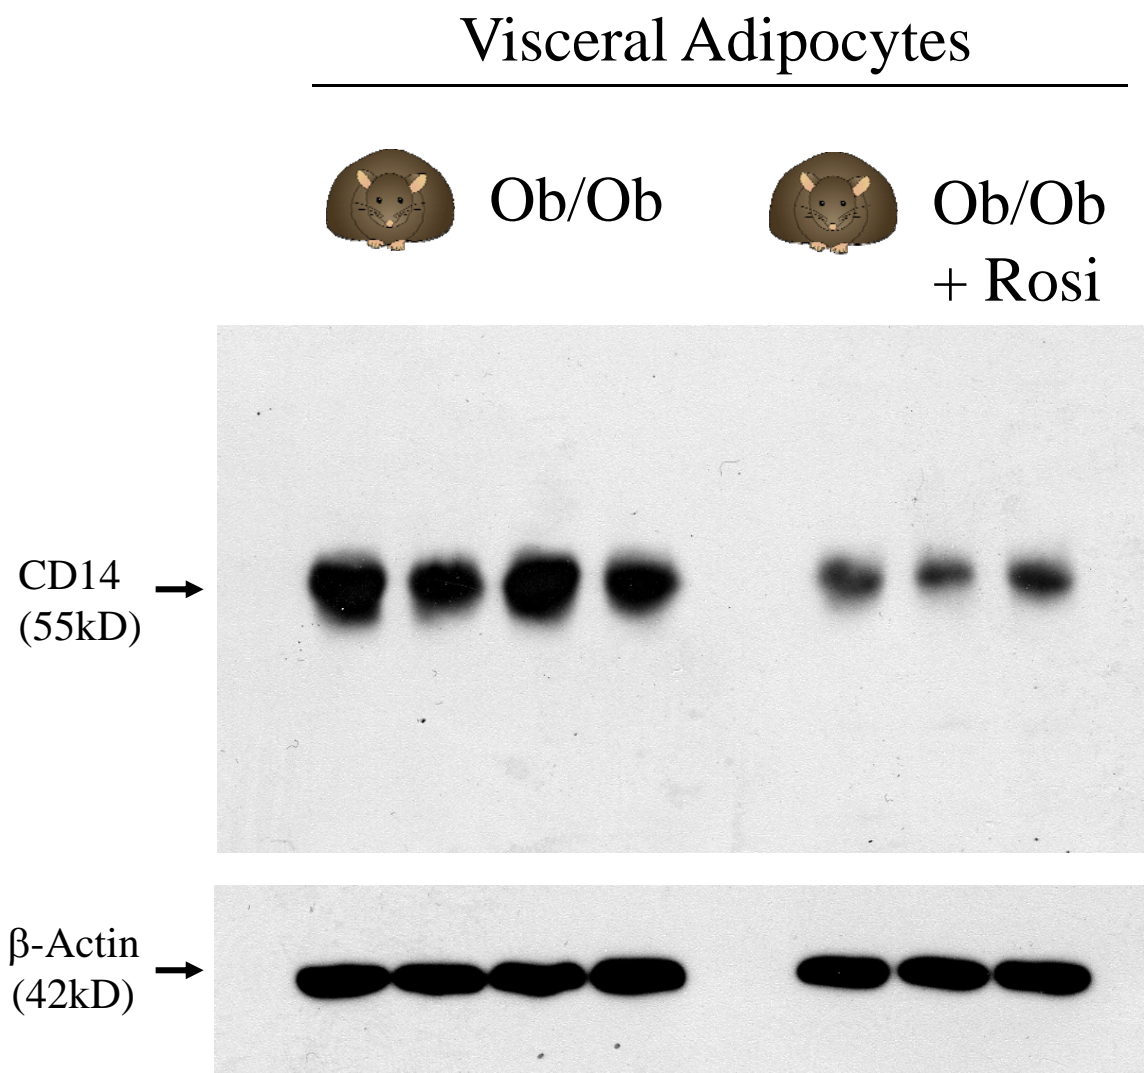 Visceral Adipocytes
Ob/Ob
Ob/Ob
+ Rosi
CD14
(55kD)
β-Actin
(42kD)